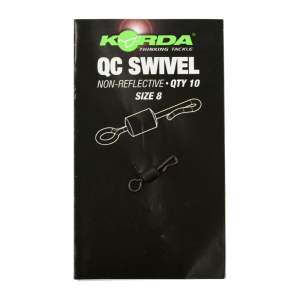 KORDA
THINKING TACKLE
QC SWIVEL
NON-REFLECTIVE • QTY 10
SIZE 8